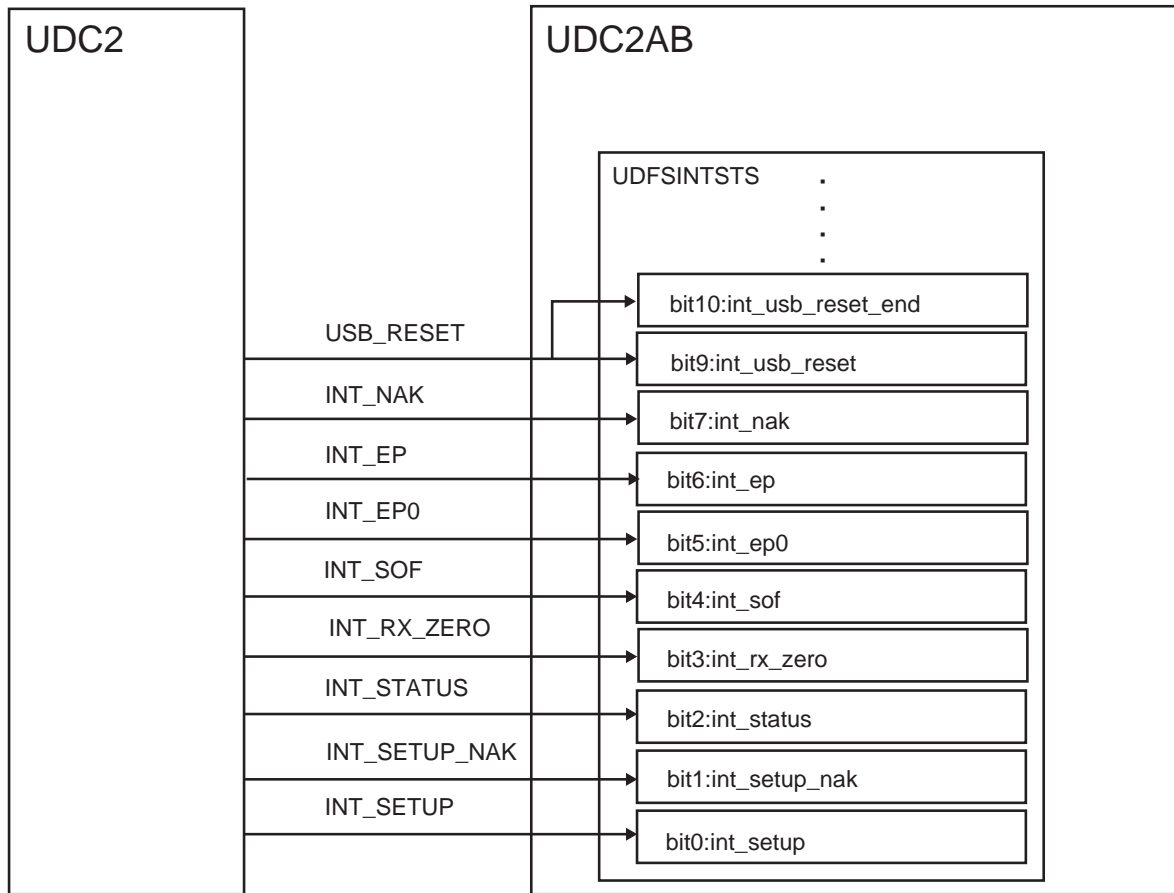 UDC2
UDC2AB
UDFSINTSTS
bit10:int_usb_reset_end
USB_RESET
bit9:int_usb_reset
INT_NAK
bit7:int_nak
INT_EP
bit6:int_ep
INT_EP0
bit5:int_ep0
INT_SOF
bit4:int_sof
INT_RX_ZERO
bit3:int_rx_zero
INT_STATUS
bit2:int_status
INT_SETUP_NAK
bit1:int_setup_nak
INT_SETUP
bit0:int_setup